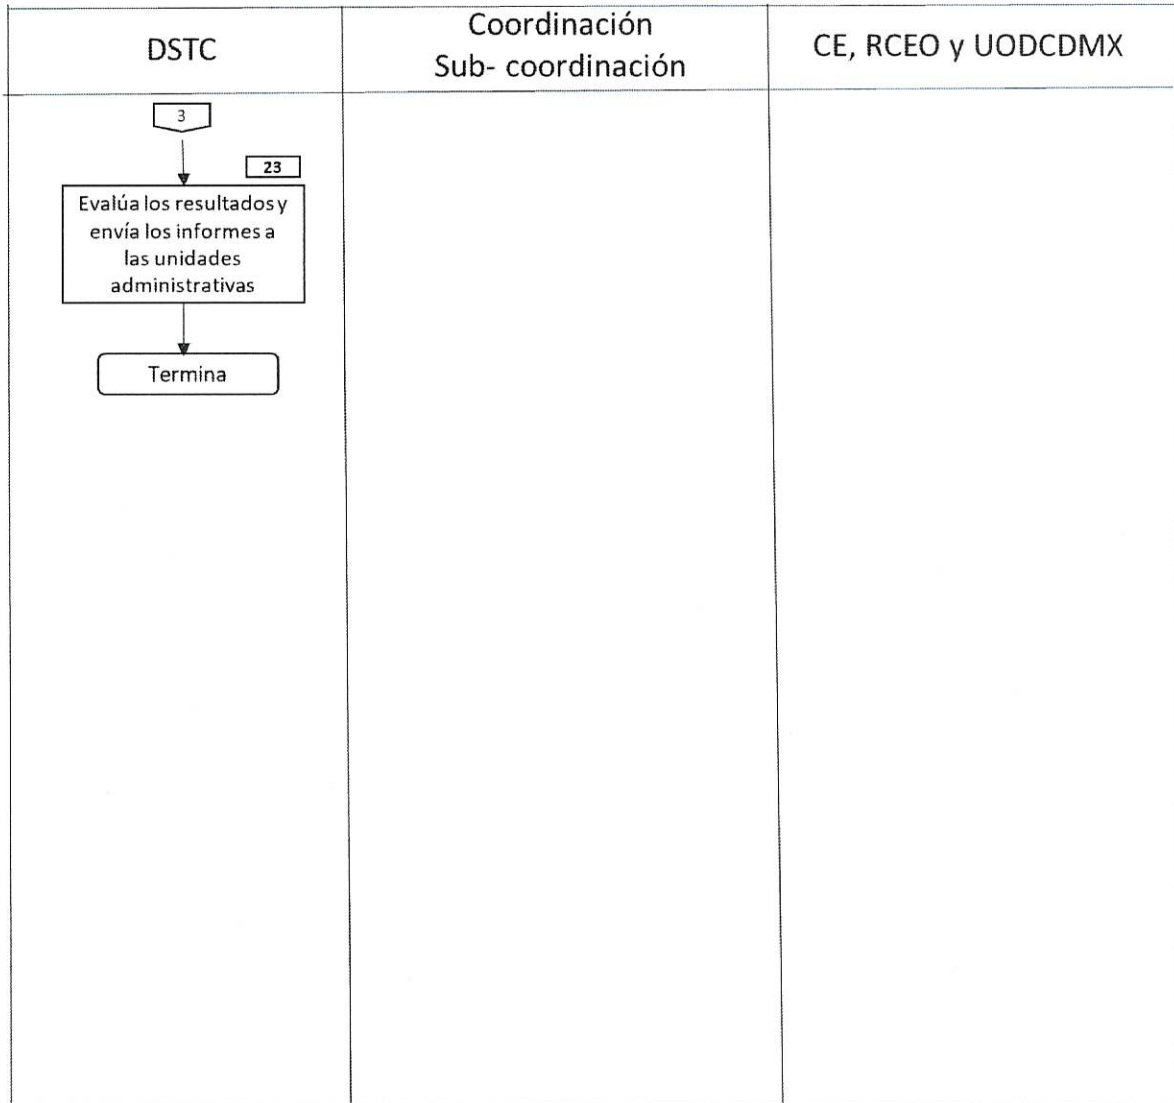 DSTC
Coordinación
Sub- coordinación
CE, RCEO y UODCDMX
3
23
Evalúa los resultados y
envía los informes a
las unidades
administrativas
Termina